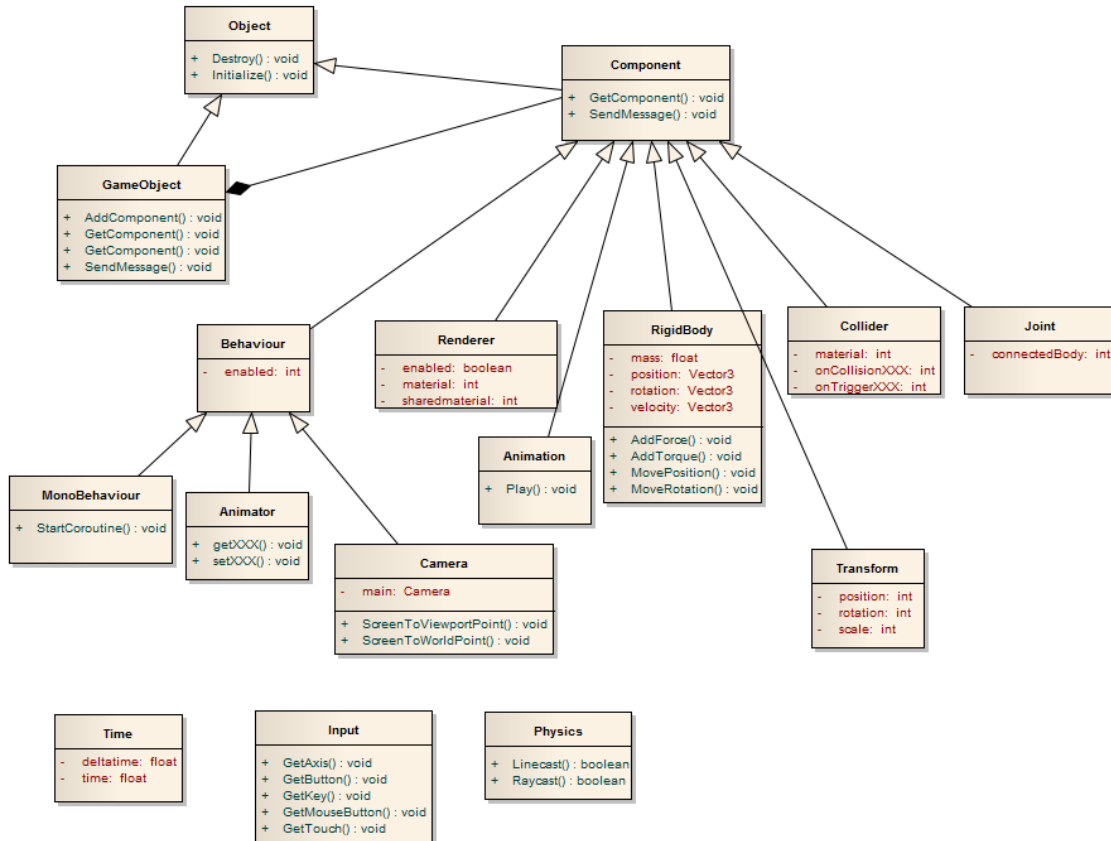 Object
+ Destroy() : void
+ Initialize() : void
Component
+ GetComponent() : void
+ SendMessage() : void
GameObject
+ AddComponent() : void
+ GetComponent() : void
+ GetComponent() : void
+ SendMessage() : void
Behaviour
- enabled: int
Renderer
- enabled: boolean
- material: int
- sharedmaterial: int
RigidBody
- mass: float
- position: Vector3
- rotation: Vector3
- velocity: Vector3
+ AddForce() : void
+ AddTorque() : void
+ MovePosition() : void
+ MoveRotation() : void
Collider
- material: int
- onCollisionXXX: int
- onTriggerXXX: int
Joint
- connectedBody: int
MonoBehaviour
+ StartCoroutine() : void
Animator
+ getXXX() : void
+ setXXX() : void
Animation
+ Play() : void
Camera
- main: Camera
+ ScreenToViewportPoint() : void
+ ScreenToWorldPoint() : void
Transform
- position: int
- rotation: int
- scale: int
Time
- deltatime: float
- time: float
Input
+ GetAxis() : void
+ GetButton() : void
+ GetKey() : void
+ GetMouseButton() : void
+ GetTouch() : void
Physics
+ Linecast() : boolean
+ Raycast() : boolean